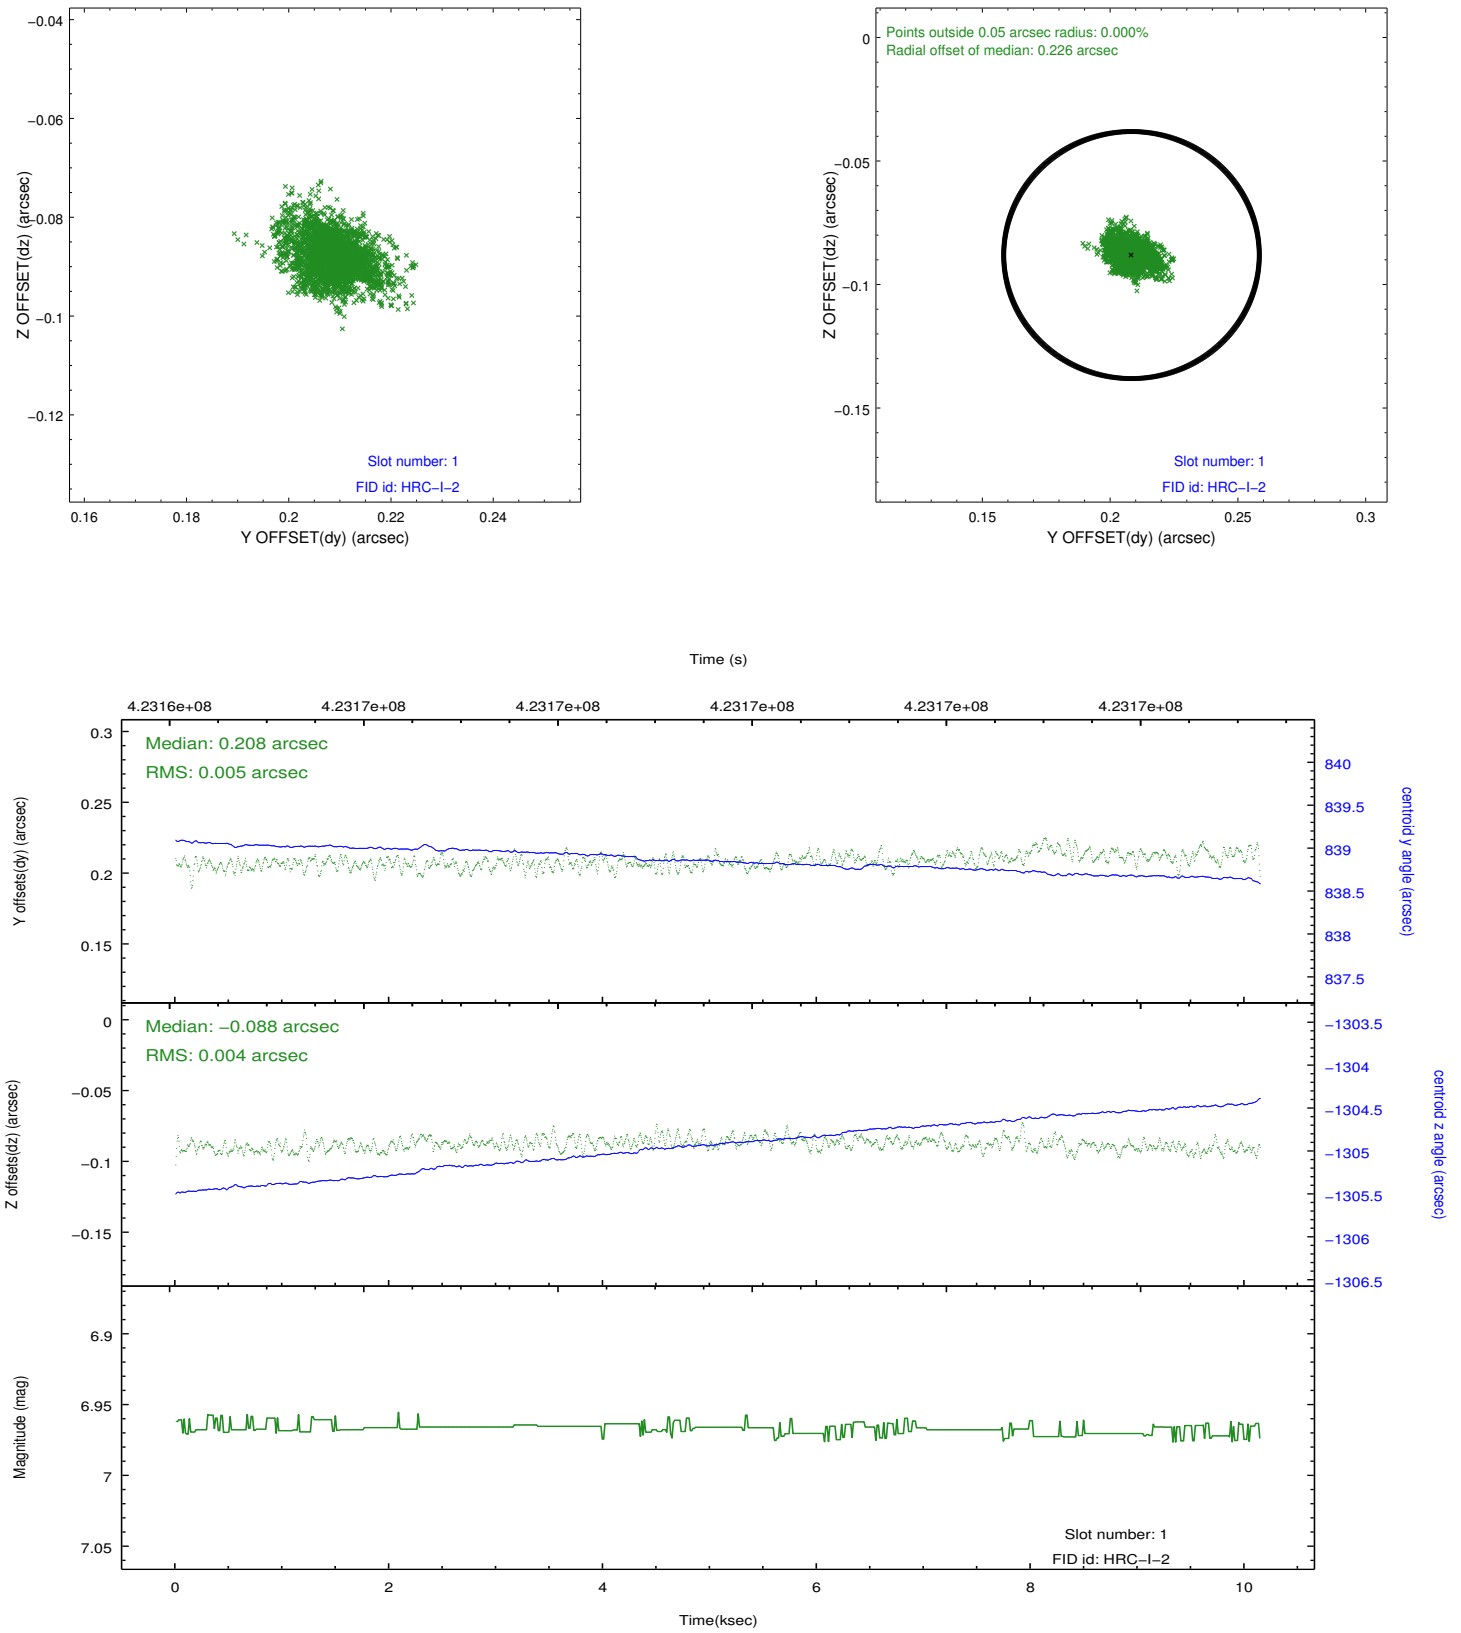 −0.04
−0.06
−0.08
−0.1
−0.12
Z OFFSET(dz) (arcsec)
Slot number: 1
FID id: HRC−I−2
0.16 0.18 0.2 0.22 0.24
Y OFFSET(dy) (arcsec)
Points outside 0.05 arcsec radius: 0.000%
Radial offset of median: 0.226 arcsec
0
−0.05
−0.1
−0.15
Z OFFSET(dz) (arcsec)
Slot number: 1
FID id: HRC−I−2
0.15 0.2 0.25 0.3
Y OFFSET(dy) (arcsec)
Time (s)
4.2316e+08 4.2317e+08 4.2317e+08 4.2317e+08 4.2317e+08 4.2317e+08
Median: 0.208 arcsec
RMS: 0.005 arcsec
0.3
0.25
0.2
0.15
Y offsets(dy) (arcsec)
840
839.5
839
838.5
838
837.5
centroid y angle (arcsec)
Median: −0.088 arcsec
RMS: 0.004 arcsec
0
−0.05
−0.1
−0.15
Z offsets(dz) (arcsec)
−1303.5
−1304
−1304.5
−1305
−1305.5
−1306
−1306.5
centroid z angle (arcsec)
6.9
6.95
7
7.05
Magnitude (mag)
Slot number: 1
FID id: HRC−I−2
0 2 4 6 8 10
Time(ksec)